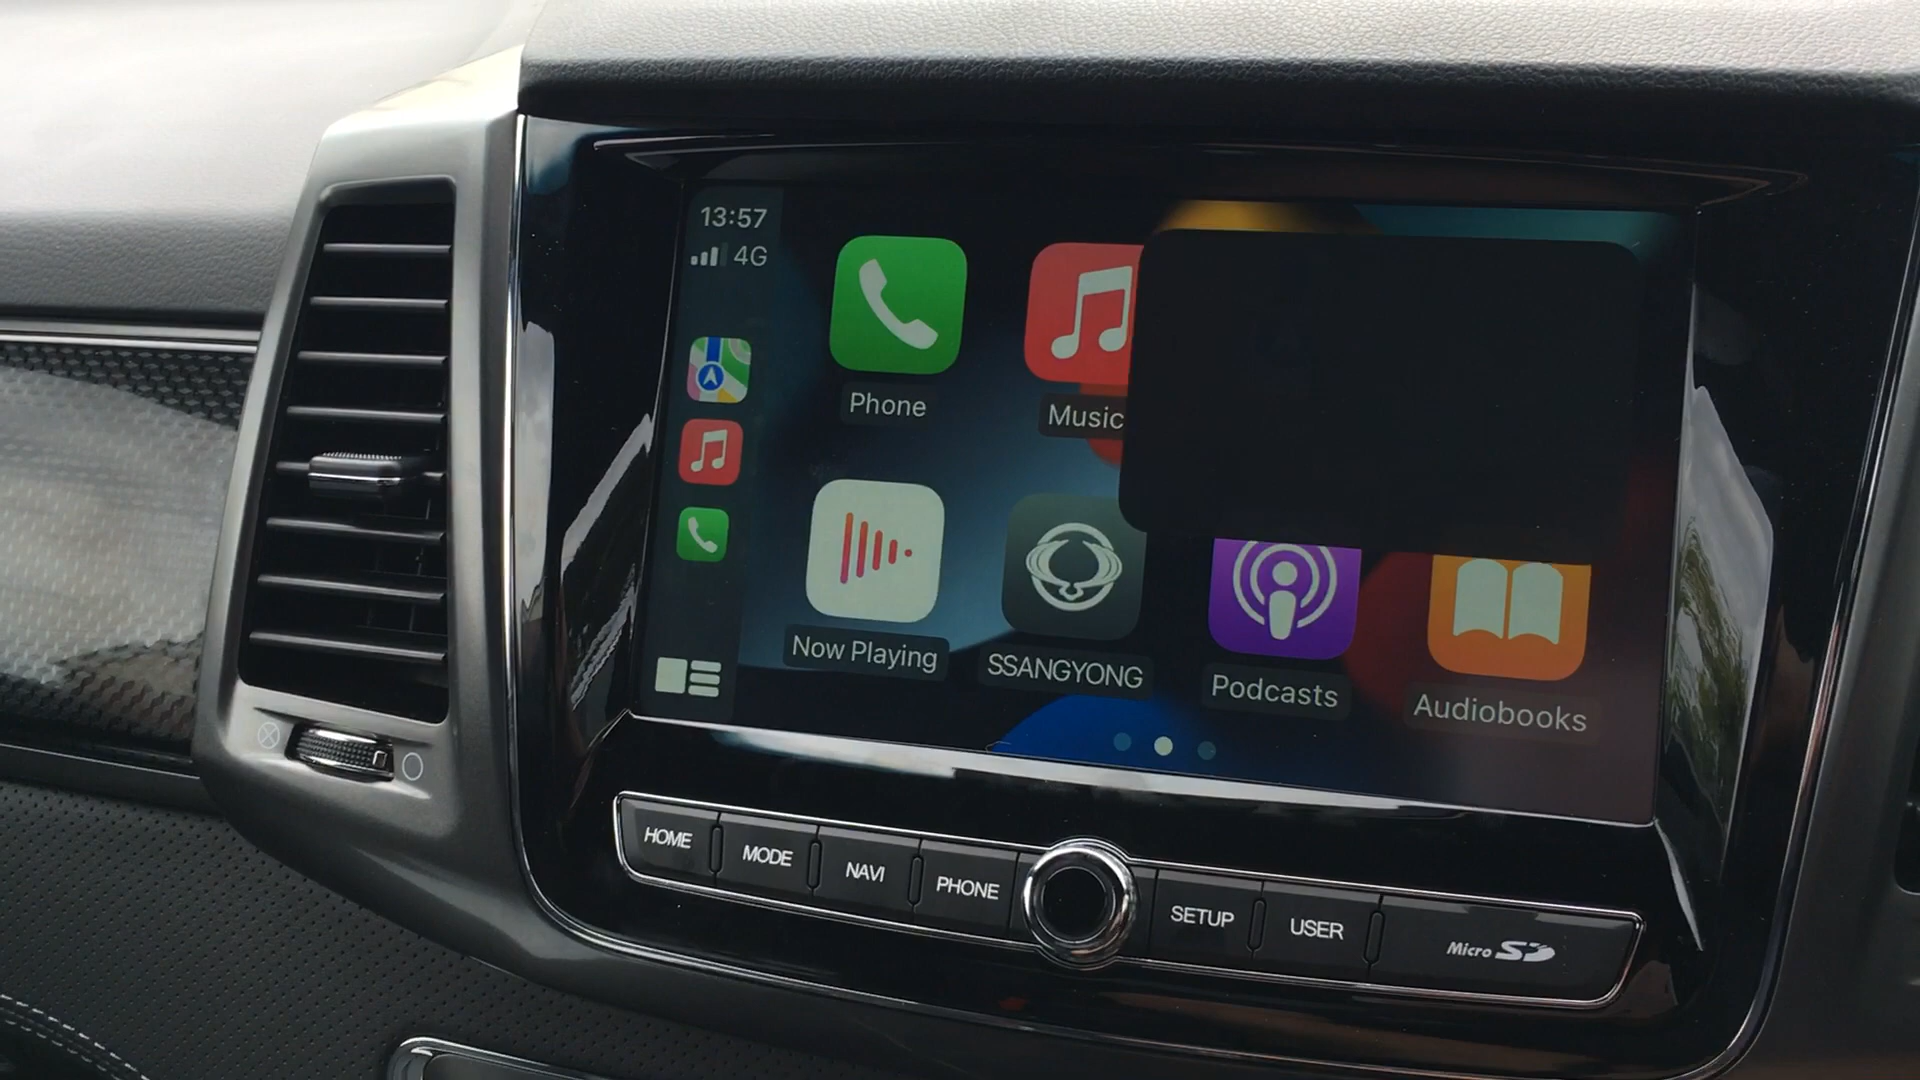 13:57
4G
Phone
Music
Now Playing
SSANGYONG
Podcasts
Audiobooks
HOME
MODE
NAVI
PHONE
SETUP
USER
Micro SD